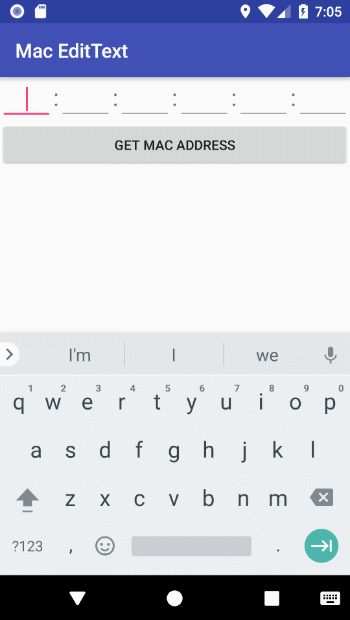 7:05
Mac EditText
: : : : :
GET MAC ADDRESS
I'm I we
1 2 3 4 5 6 7 8 9 0
q w e r t y u i o p
a s d f g h j k l
z x c v b n m
?123 , .